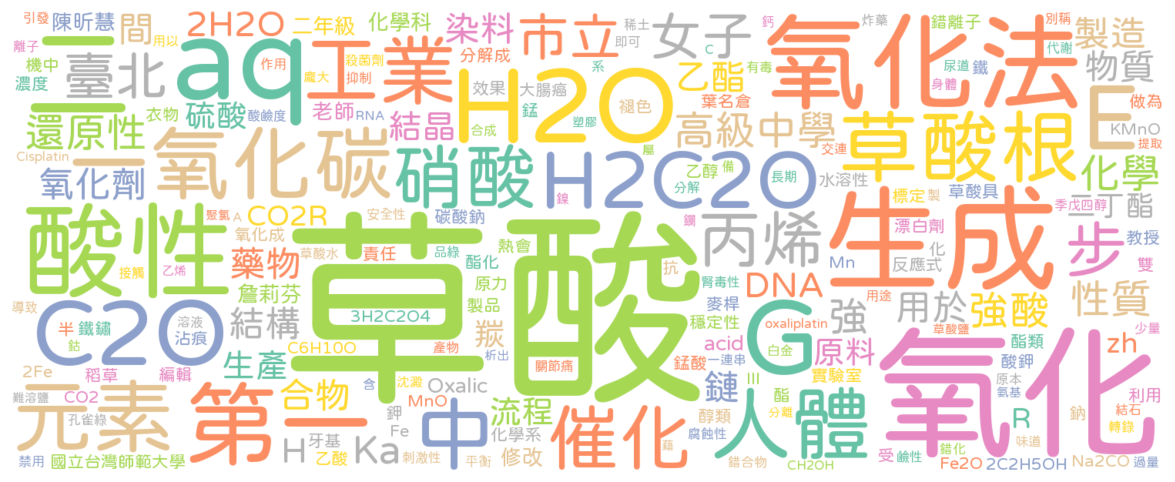 引發 陳昕慧 間 2H2O 二年級 化學科 染料 市立 女子 稀土 炸藥 錯離子 鈣 別稱 製造
離子 機中 用以 臺北 aq 作用 工業 殺菌劑 分解成 即可 C 氧化法 代謝 物質
濃度 二 龐大 抑制 H2O 效果 大腸癌 乙酯 系 有毒 尿道 鐵 身體 E 做為
還原性 衣物 硫酸 酸鹼度 老師 RNA 結晶 合成 錳 褪色 塑膠 葉名倉 高級中學 草酸根 KMnO 提取
Cisplatin 一氧化碳 硝酸 屬 乙醇 備 交連 化學
氧化劑 鎳 H2C2O 分解 長期 水溶性 標定 製 草酸具 二丁酯
酸性 聚氯 A CO2R 安全性 碳酸鈉 草酸 鑭 丙烯 漂白劑 生成 季戊四醇 步 教授
氧化成 草酸水 責任 品綠 熱會 抗 化 反應式 雙
接觸 乙烯 藥物 酯化 原力 腎毒性 DNA Mn 用途
導致 C2O 溶液 詹莉芬 製品 麥桿 穩定性 G oxaliplatin 強 用於 強酸 性質
半 鐵鏽 沾痕 結構 3H2C2O4 羰 acid 白金 原料 草酸鹽 酯類 少量
鈷 生產 C6H10O 產物 析出 關節痛 一連串 氧化 酸鉀 zh
2Fe 稻草 編輯 第一 合物 含 沈澱 Oxalic 錳酸 鏈 III 實驗室 原本 利用
難溶鹽 CO2 元素 MnO 鉀 流程 催化 酯 人體 R 氨基 鈉 結石
孔雀綠 中 Fe 化學系 醇類 分離 味道 轉錄
H 牙基 Ka 腐蝕性 受 鹼性 錯化
禁用 國立台灣師範大學 乙酸 刺激性 平衡 修改 錯合物 CH2OH Fe2O 2C2H5OH Na2CO 過量